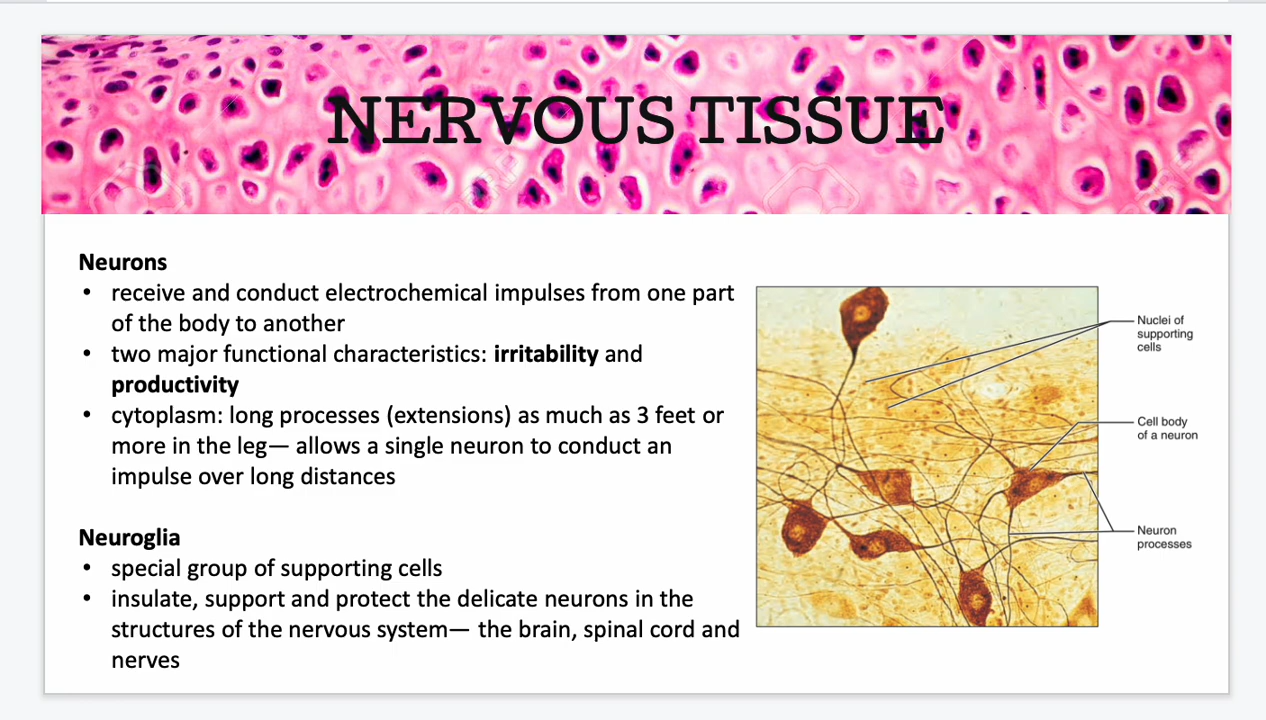 NERVOUS TISSUE
Neurons
• receive and conduct electrochemical impulses from one part
of the body to another
• two major functional characteristics: irritability and
productivity
• cytoplasm: long processes (extensions) as much as 3 feet or
more in the leg— allows a single neuron to conduct an
impulse over long distances
Neuroglia
• special group of supporting cells
• insulate, support and protect the delicate neurons in the
structures of the nervous system— the brain, spinal cord and
nerves
Nuclei of
supporting
cells
Cell body
of a neuron
Neuron
processes